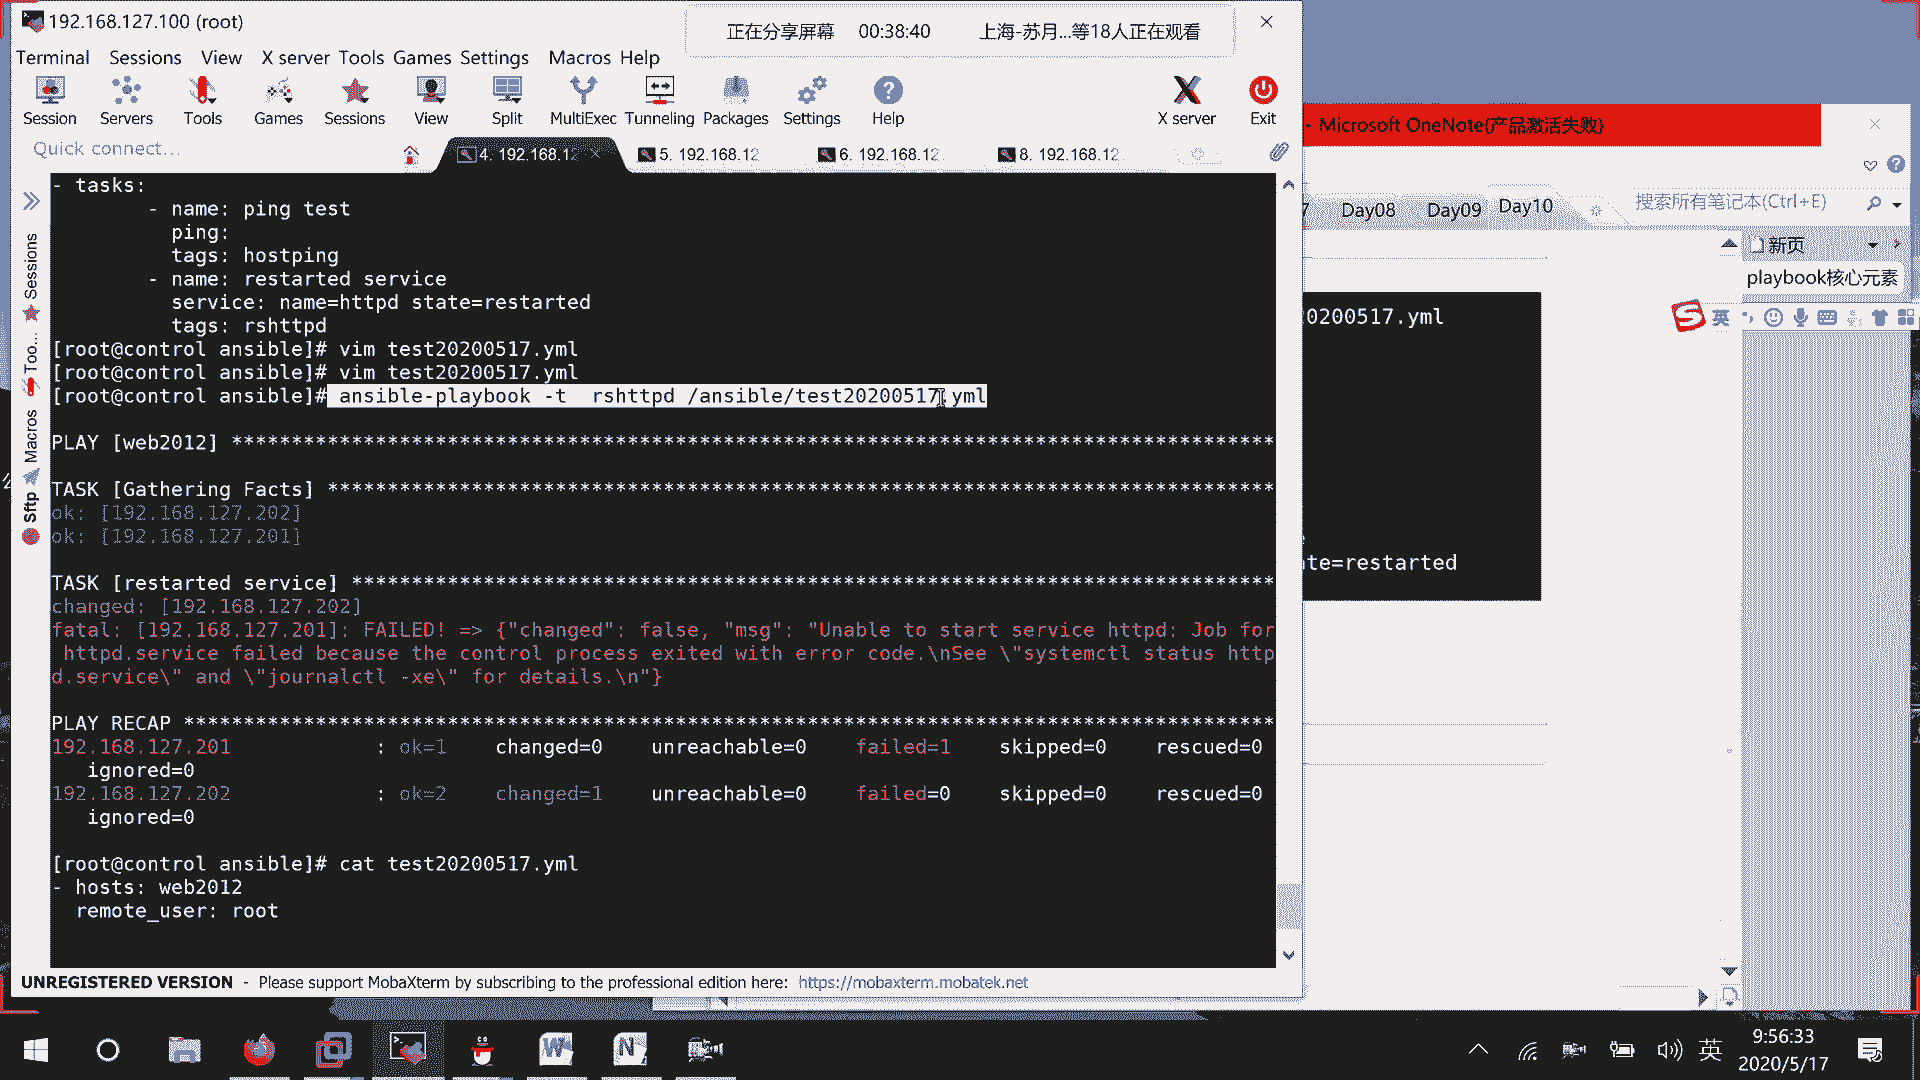 192.168.127.100 (root)
正在分享屏幕 00:38:40 上海-苏月...等18人正在观看
Terminal Sessions View X server Tools Games Settings Macros Help
Session Servers Tools Games Sessions View Split MultiExec Tunneling Packages Settings Help X server Exit
Quick connect...
4. 192.168.12
5. 192.168.12
6. 192.168.12
8. 192.168.12
Sessions
Too...
Macros
Sftp
- tasks:
- name: ping test
ping:
tags: hostping
- name: restarted service
service: name=httpd state=restarted
tags: rshttpd
[root@control ansible]# vim test20200517.yml
[root@control ansible]# vim test20200517.yml
[root@control ansible]# ansible-playbook -t  rshttpd /ansible/test20200517.yml
PLAY [web2012] ******************************************************************
TASK [Gathering Facts] ******************************************************************
ok: [192.168.127.202]
ok: [192.168.127.201]
TASK [restarted service] ******************************************************************
changed: [192.168.127.202]
fatal: [192.168.127.201]: FAILED! => {"changed": false, "msg": "Unable to start service httpd: Job for
httpd.service failed because the control process exited with error code.\nSee \"systemctl status http
d.service\" and \"journalctl -xe\" for details.\n"}
PLAY RECAP ******************************************************************
192.168.127.201 : ok=1 changed=0 unreachable=0 failed=1 skipped=0 rescued=0
ignored=0
192.168.127.202 : ok=2 changed=1 unreachable=0 failed=0 skipped=0 rescued=0
ignored=0
[root@control ansible]# cat test20200517.yml
- hosts: web2012
remote_user: root
UNREGISTERED VERSION - Please support MobaXterm by subscribing to the professional edition here: https://mobaxterm.mobatek.net
- Microsoft OneNote(产品激活失败)
7 Day08 Day09 Day10
搜索所有笔记本(Ctrl+E)
新页
playbook核心元素
英
0200517.yml
te=restarted
英
9:56:33
2020/5/17